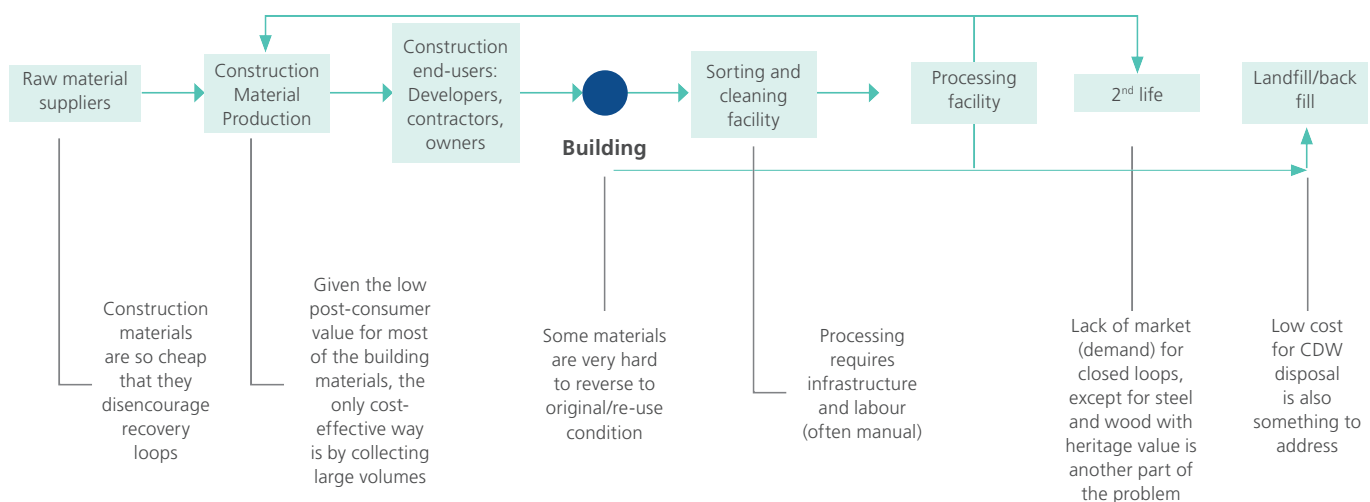 Raw material
suppliers
Construction
Material
Production
Construction
end-users:
Developers,
contractors,
owners
Building
Sorting and
cleaning
facility
Processing
facility
2nd life
Landfill/back
fill
Construction
materials
are so cheap
that they
disencourage
recovery
loops
Given the low
post-consumer
value for most
of the building
materials, the
only cost-
effective way
is by collecting
large volumes
Some materials
are very hard
to reverse to
original/re-use
condition
Processing
requires
infrastructure
and labour
(often manual)
Lack of market
(demand) for
closed loops,
except for steel
and wood with
heritage value is
another part of
the problem
Low cost
for CDW
disposal
is also
something to
address